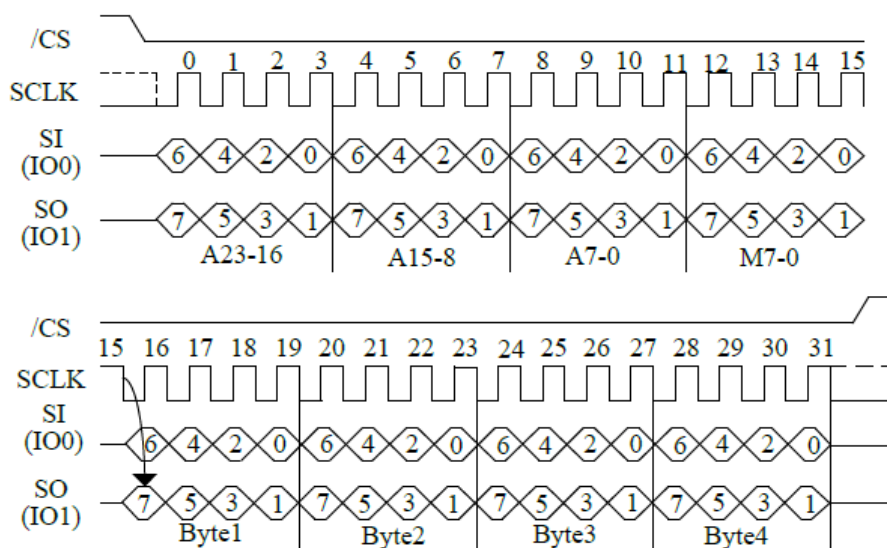 /CS
0 1 2 3 4 5 6 7 8 9 10 11 12 13 14 15
SCLK
SI
(IO0)
6 4 2 0 6 4 2 0 6 4 2 0 6 4 2 0
SO
(IO1)
7 5 3 1 7 5 3 1 7 5 3 1 7 5 3 1
A23-16 A15-8 A7-0 M7-0
/CS
15 16 17 18 19 20 21 22 23 24 25 26 27 28 29 30 31
SCLK
SI
(IO0)
6 4 2 0 6 4 2 0 6 4 2 0 6 4 2 0
SO
(IO1)
7 5 3 1 7 5 3 1 7 5 3 1 7 5 3 1
Byte1 Byte2 Byte3 Byte4